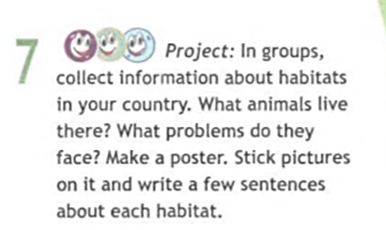 7 Project: In groups,
collect information about habitats
in your country. What animals live
there? What problems do they
face? Make a poster. Stick pictures
on it and write a few sentences
about each habitat.